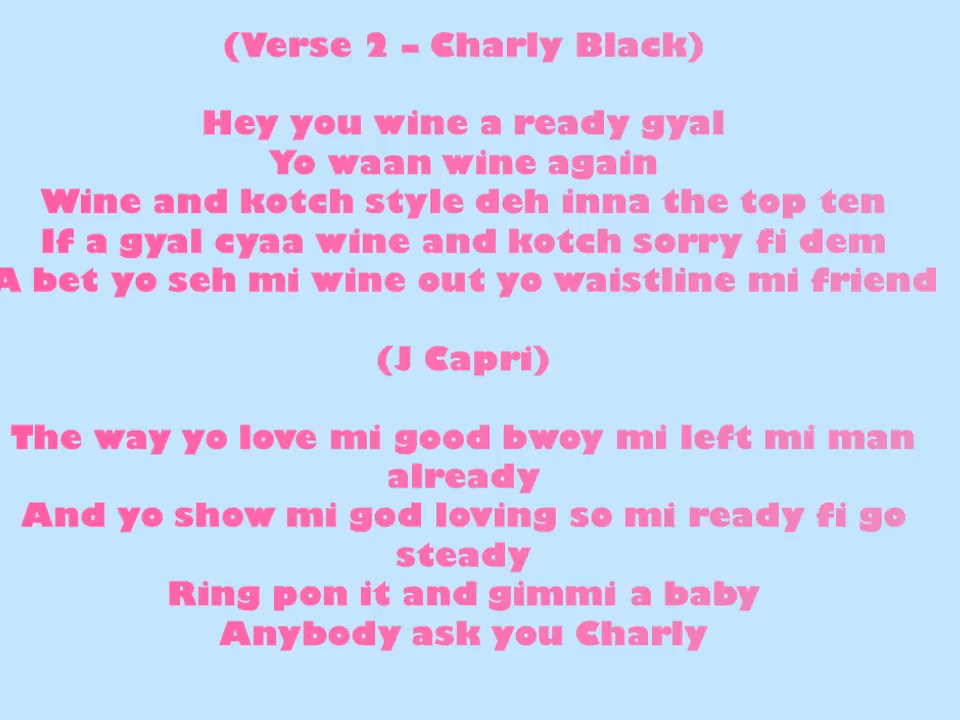 (Verse 2 – Charly Black)
Hey you wine a ready gyal
Yo waan wine again
Wine and kotch style deh inna the top ten
If a gyal cyaa wine and kotch sorry fi dem
A bet yo seh mi wine out yo waistline mi friend
(J Capri)
The way yo love mi good bwoy mi left mi man
already
And yo show mi god loving so mi ready fi go
steady
Ring pon it and gimmi a baby
Anybody ask you Charly